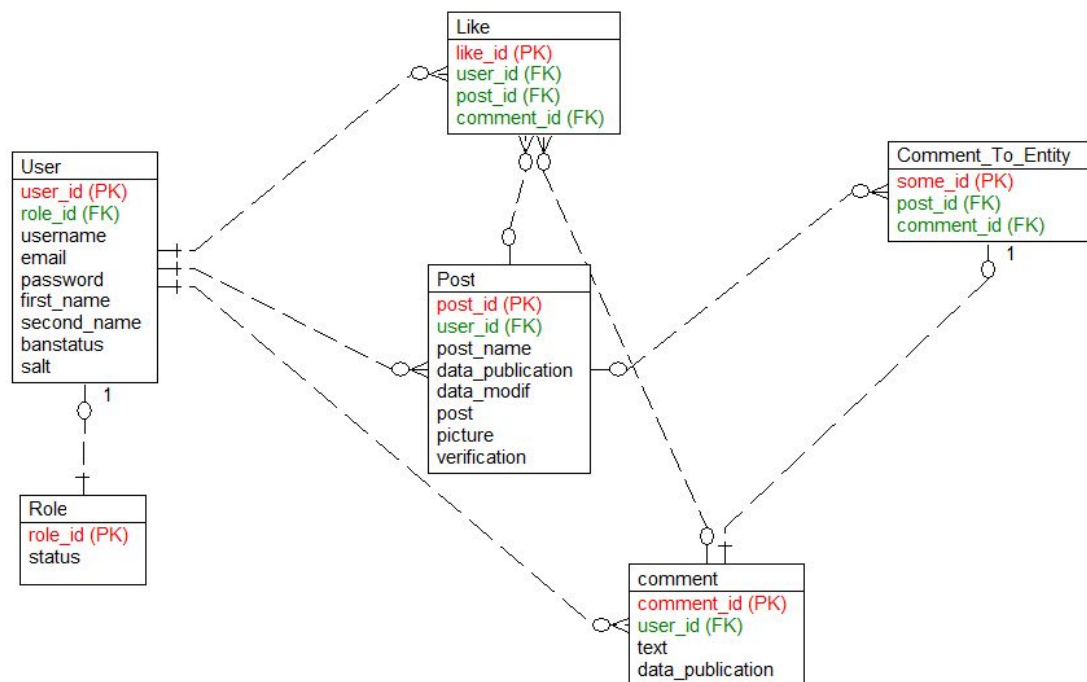 Like
like_id (PK)
user_id (FK)
post_id (FK)
comment_id (FK)
User
user_id (PK)
role_id (FK)
username
email
password
first_name
second_name
banstatus
salt
1
Comment_To_Entity
some_id (PK)
post_id (FK)
comment_id (FK)
1
Post
post_id (PK)
user_id (FK)
post_name
data_publication
data_modif
post
picture
verification
Role
role_id (PK)
status
comment
comment_id (PK)
user_id (FK)
text
data_publication